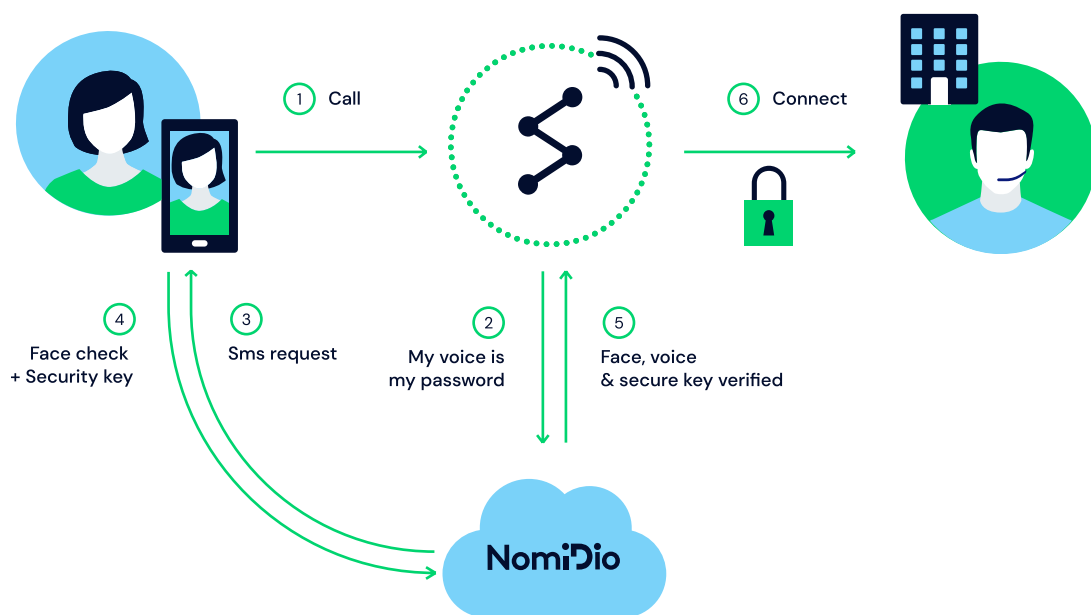 1 Call
6 Connect
4
Face check
+ Security key
3
Sms request
2
My voice is
my password
5
Face, voice
& secure key verified
NomiDio